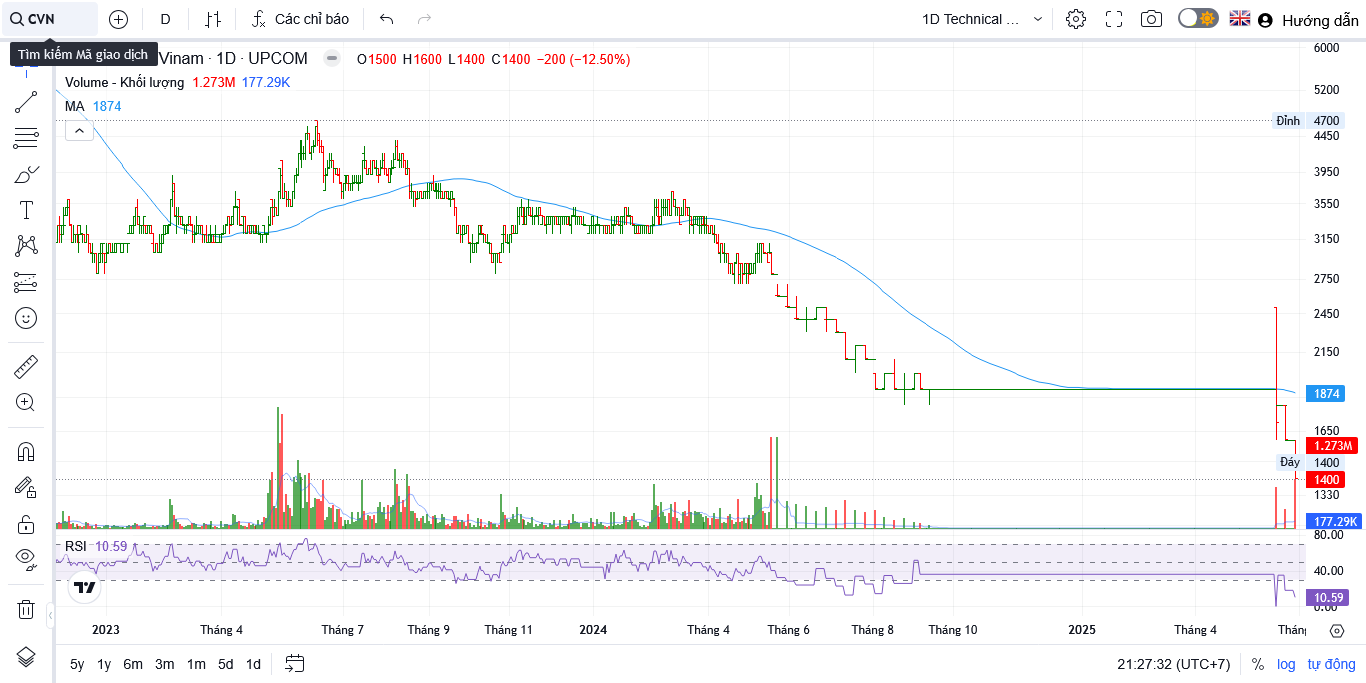 CVN
D
Các chỉ báo
1D Technical ...
Hướng dẫn
Tìm kiếm Mã giao dịch
Vinam · 1D · UPCOM
O1500 H1600 L1400 C1400 −200 (−12.50%)
Volume - Khối lượng 1.273M 177.29K
MA 1874
6000
5200
Đỉnh 4700
4450
3950
3550
3150
2750
2450
2150
1874
1650
1.273M
Đáy 1400
1400
1330
177.29K
80.00
RSI 10.59
40.00
10.59
0.00
2023 Tháng 4 Tháng 7 Tháng 9 Tháng 11 2024 Tháng 4 Tháng 6 Tháng 8 Tháng 10 2025 Tháng 4
5y 1y 6m 3m 1m 5d 1d
21:27:32 (UTC+7) % log tự động